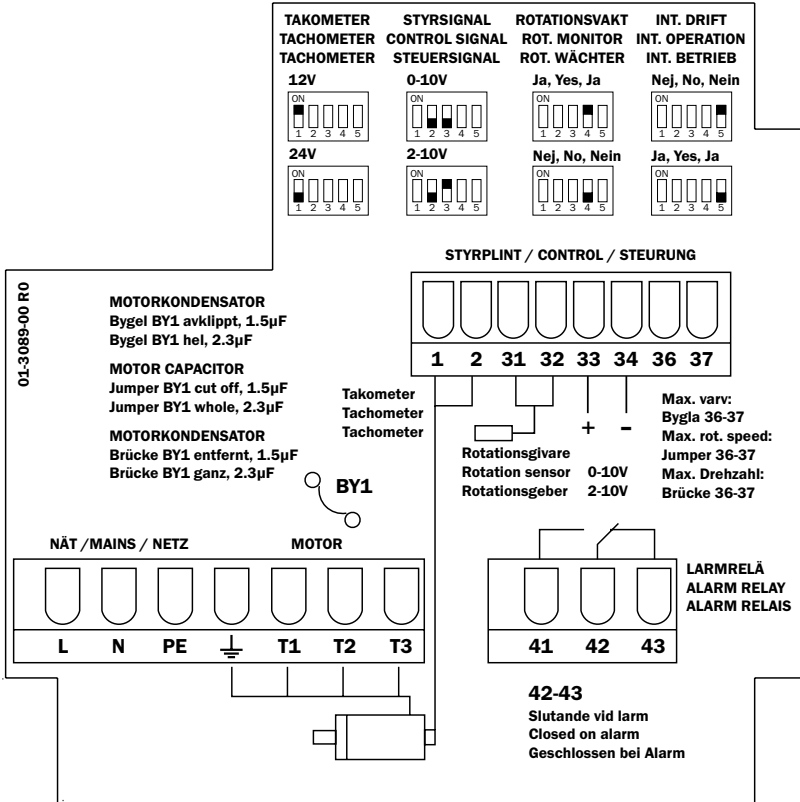 TAKOMETER
TACHOMETER
TACHOMETER
12V
ON
1 2 3 4 5
24V
ON
1 2 3 4 5
STYRSIGNAL
CONTROL SIGNAL
STEUERSIGNAL
0-10V
ON
1 2 3 4 5
2-10V
ON
1 2 3 4 5
ROTATIONSVAKT
ROT. MONITOR
ROT. WÄCHTER
Ja, Yes, Ja
ON
1 2 3 4 5
Nej, No, Nein
ON
1 2 3 4 5
INT. DRIFT
INT. OPERATION
INT. BETRIEB
Nej, No, Nein
ON
1 2 3 4 5
Ja, Yes, Ja
ON
1 2 3 4 5
01-3089-00 R0
MOTORKONDENSATOR
Bygel BY1 avklippt, 1.5µF
Bygel BY1 hel, 2.3µF
MOTOR CAPACITOR
Jumper BY1 cut off, 1.5µF
Jumper BY1 whole, 2.3µF
MOTORKONDENSATOR
Brücke BY1 entfernt, 1.5µF
Brücke BY1 ganz, 2.3µF
BY1
STYRPLINT / CONTROL / STEURUNG
1 2 31 32 33 34 36 37
Takometer
Tachometer
Tachometer
Rotationsgivare
Rotation sensor
Rotationsgeber
+ -
0-10V
2-10V
Max. varv:
Bygla 36-37
Max. rot. speed:
Jumper 36-37
Max. Drehzahl:
Brücke 36-37
NÄT /MAINS / NETZ MOTOR
L N PE T1 T2 T3
41 42 43
LARMRELÄ
ALARM RELAY
ALARM RELAIS
42-43
Slutande vid larm
Closed on alarm
Geschlossen bei Alarm